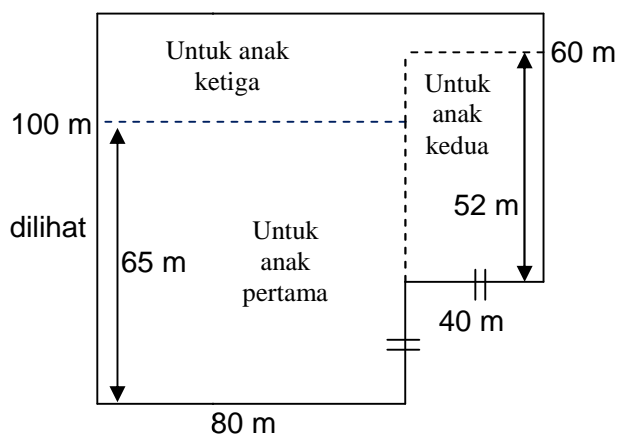 Untuk anak
ketiga
60 m
Untuk
anak
kedua
100 m
52 m
dilihat
Untuk
anak
pertama
65 m
40 m
80 m